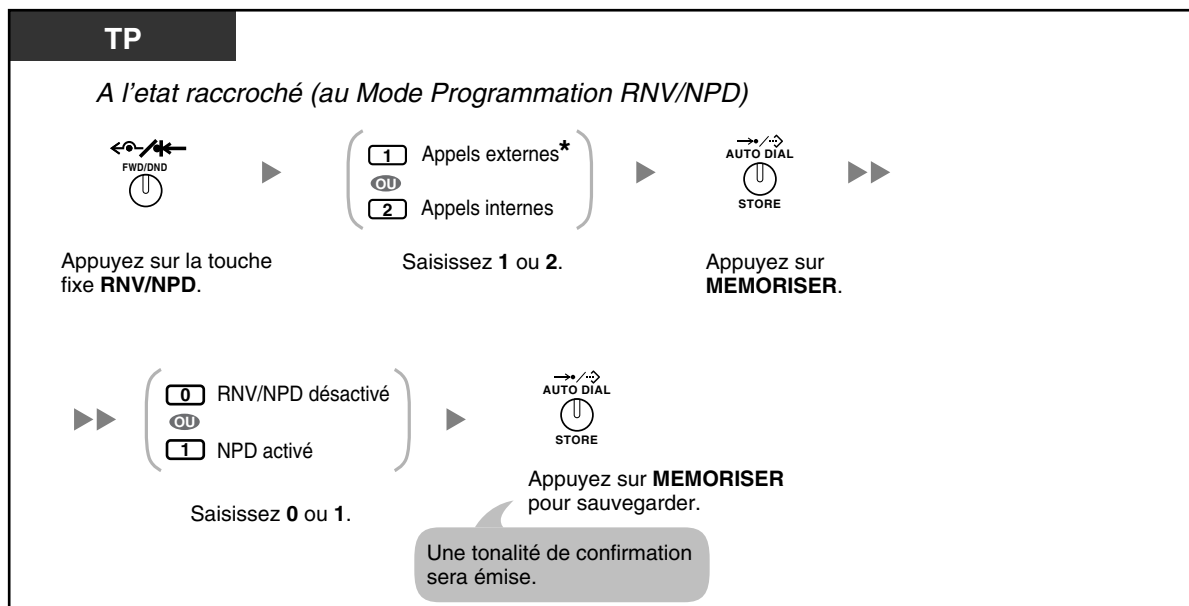 TP
A l'etat raccroché (au Mode Programmation RNV/NPD)
FWD/DND
1 Appels externes*
OU
2 Appels internes
AUTO DIAL
STORE
Appuyez sur la touche
fixe RNV/NPD.
Saisissez 1 ou 2.
Appuyez sur
MEMORISER.
0 RNV/NPD désactivé
OU
1 NPD activé
AUTO DIAL
STORE
Saisissez 0 ou 1.
Appuyez sur MEMORISER
pour sauvegarder.
Une tonalité de confirmation
sera émise.